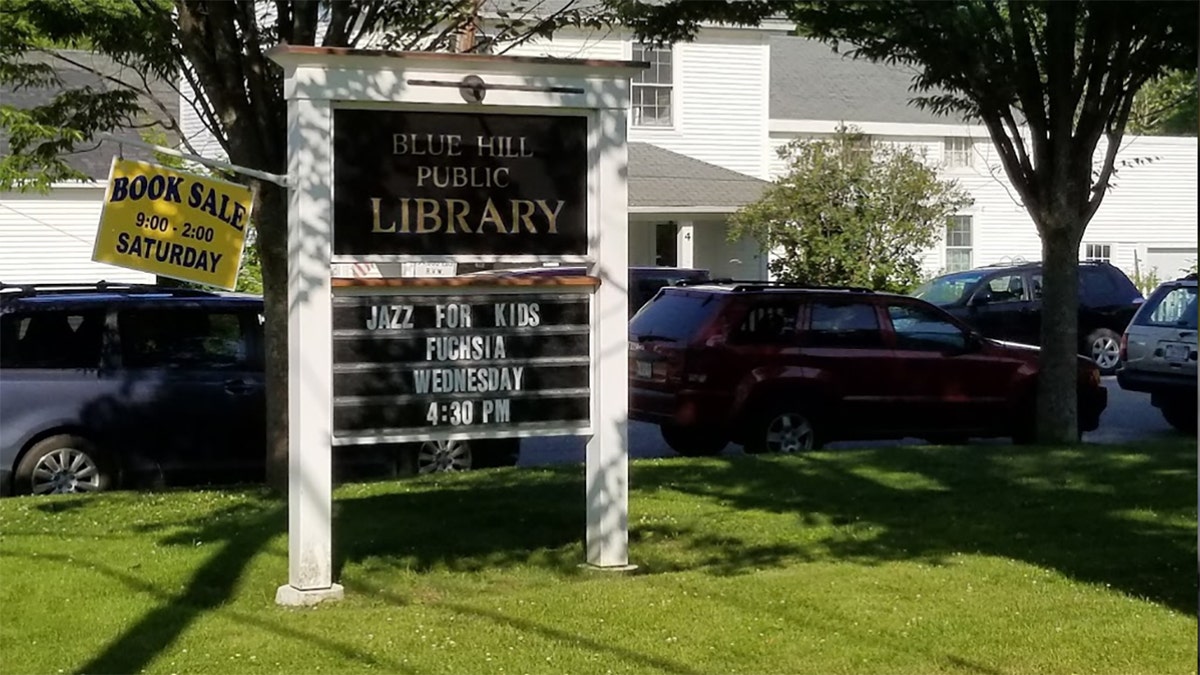 BOOK SALE
9:00 - 2:00
SATURDAY
BLUE HILL
PUBLIC
LIBRARY
JAZZ FOR KIDS
FUCHSIA
WEDNESDAY
4:30 PM
4